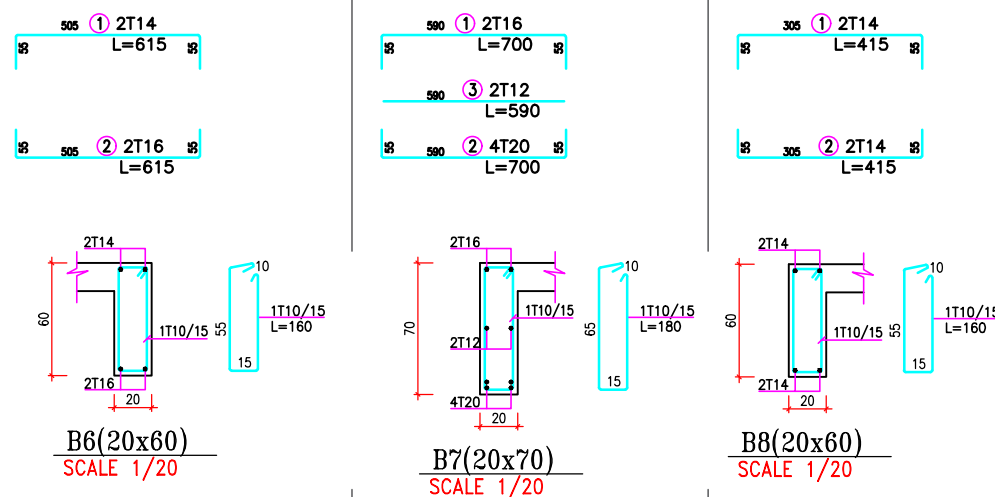 505 1 2T14
L=615
55 55
55 55
505 2 2T16
L=615
2T14
60
1T10/15
2T16
20
10
55
15
1T10/15
L=160
B6(20x60)
SCALE 1/20
590 1 2T16
L=700
55 55
590 3 2T12
L=590
55 55
590 2 4T20
L=700
2T16
70
1T10/15
2T12
4T20
20
10
65
15
1T10/15
L=180
B7(20x70)
SCALE 1/20
305 1 2T14
L=415
55 55
55 55
305 2 2T14
L=415
2T14
60
1T10/15
2T14
20
10
55
15
1T10/15
L=160
B8(20x60)
SCALE 1/20